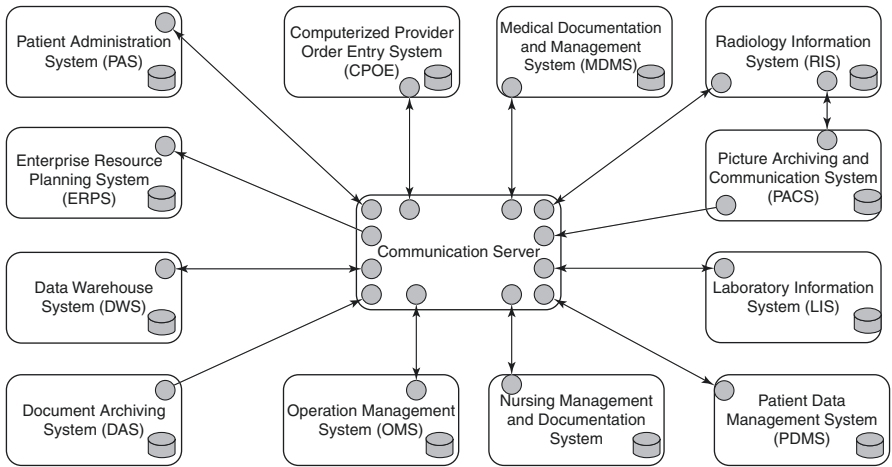 Patient Administration
System (PAS)
Computerized Provider
Order Entry System
(CPOE)
Medical Documentation
and Management
System (MDMS)
Radiology Information
System (RIS)
Enterprise Resource
Planning System
(ERPS)
Picture Archiving and
Communication System
(PACS)
Communication Server
Data Warehouse
System (DWS)
Laboratory Information
System (LIS)
Document Archiving
System (DAS)
Operation Management
System (OMS)
Nursing Management
and Documentation
System
Patient Data
Management System
(PDMS)